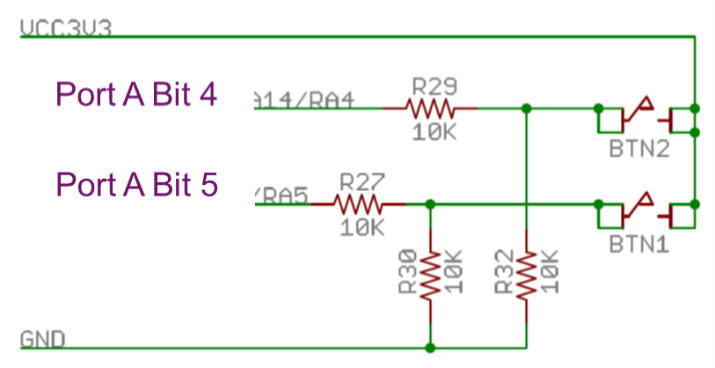 VCC3V3
Port A Bit 4
A14/RA4
R29
10K
BTN2
Port A Bit 5
/RA5
R27
10K
BTN1
R30
10K
R32
10K
GND